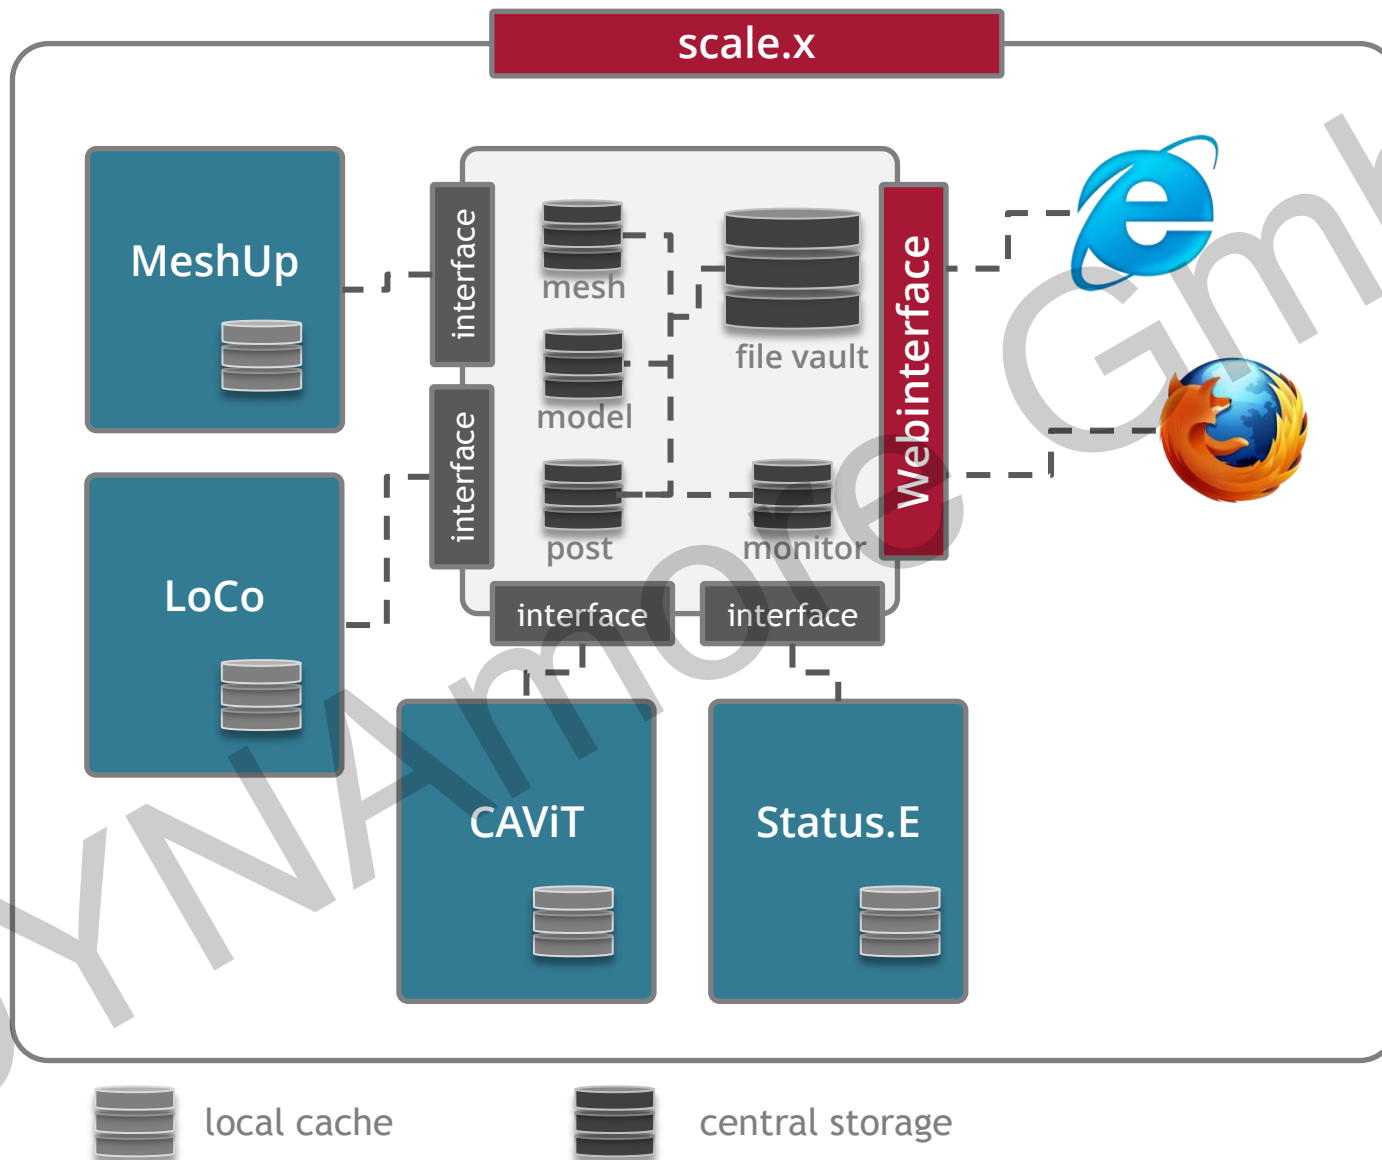 scale.x
MeshUp
interface
mesh
file vault
Webinterface
model
interface
post
monitor
LoCo
interface
interface
CAViT
Status.E
local cache
central storage